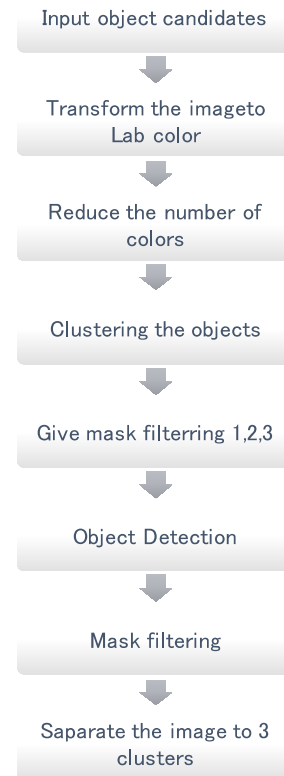 Input object candidates
Transform the imageto
Lab color
Reduce the number of
colors
Clustering the objects
Give mask filterring 1,2,3
Object Detection
Mask filtering
Saparate the image to 3
clusters